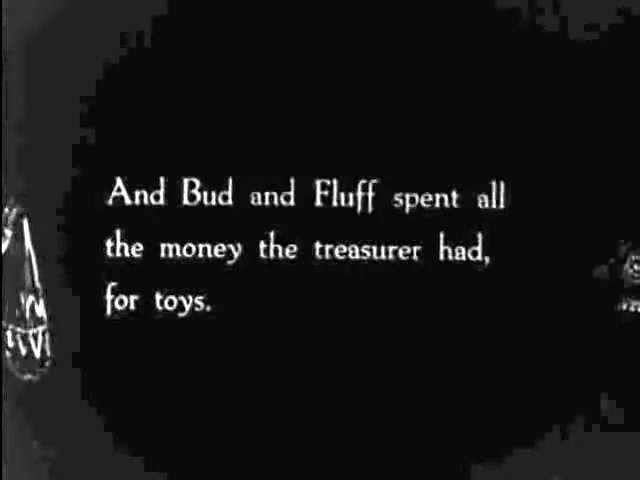 And Bud and Fluff spent all
the money the treasurer had,
for toys.